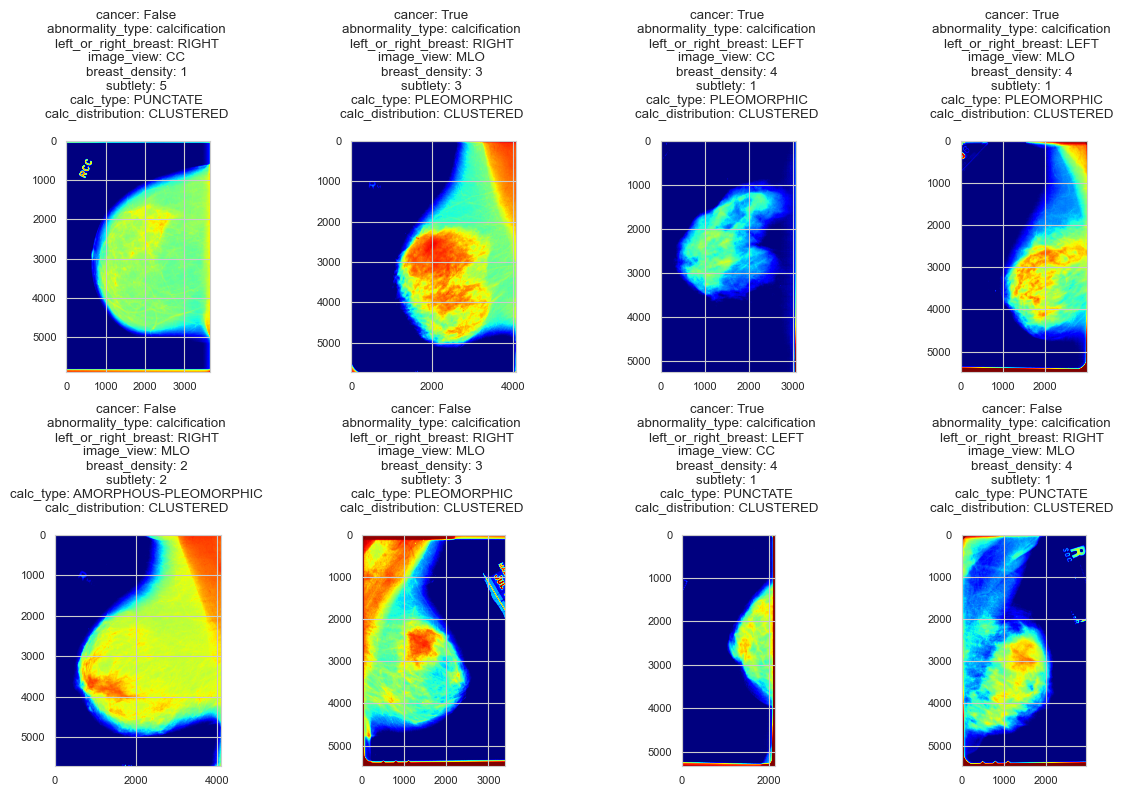 cancer: False
abnormality_type: calcification
left_or_right_breast: RIGHT
image_view: CC
breast_density: 1
subtlety: 5
calc_type: PUNCTATE
calc_distribution: CLUSTERED
0
1000
2000
3000
4000
5000
RCC
0 1000 2000 3000
cancer: True
abnormality_type: calcification
left_or_right_breast: RIGHT
image_view: MLO
breast_density: 3
subtlety: 3
calc_type: PLEOMORPHIC
calc_distribution: CLUSTERED
0
1000
2000
3000
4000
5000
0 2000 4000
cancer: True
abnormality_type: calcification
left_or_right_breast: LEFT
image_view: CC
breast_density: 4
subtlety: 1
calc_type: PLEOMORPHIC
calc_distribution: CLUSTERED
0
1000
2000
3000
4000
5000
0 1000 2000 3000
cancer: True
abnormality_type: calcification
left_or_right_breast: LEFT
image_view: MLO
breast_density: 4
subtlety: 1
calc_type: PLEOMORPHIC
calc_distribution: CLUSTERED
0
1000
2000
3000
4000
5000
0 2000
cancer: False
abnormality_type: calcification
left_or_right_breast: RIGHT
image_view: MLO
breast_density: 2
subtlety: 2
calc_type: AMORPHOUS-PLEOMORPHIC
calc_distribution: CLUSTERED
0
1000
2000
3000
4000
5000
0 2000 4000
cancer: False
abnormality_type: calcification
left_or_right_breast: RIGHT
image_view: MLO
breast_density: 3
subtlety: 3
calc_type: PLEOMORPHIC
calc_distribution: CLUSTERED
0
1000
2000
3000
4000
5000
0 1000 2000 3000
cancer: True
abnormality_type: calcification
left_or_right_breast: LEFT
image_view: CC
breast_density: 4
subtlety: 1
calc_type: PUNCTATE
calc_distribution: CLUSTERED
0
1000
2000
3000
4000
5000
0 2000
cancer: False
abnormality_type: calcification
left_or_right_breast: RIGHT
image_view: MLO
breast_density: 4
subtlety: 1
calc_type: PUNCTATE
calc_distribution: CLUSTERED
0
1000
2000
3000
4000
5000
R
0 1000 2000